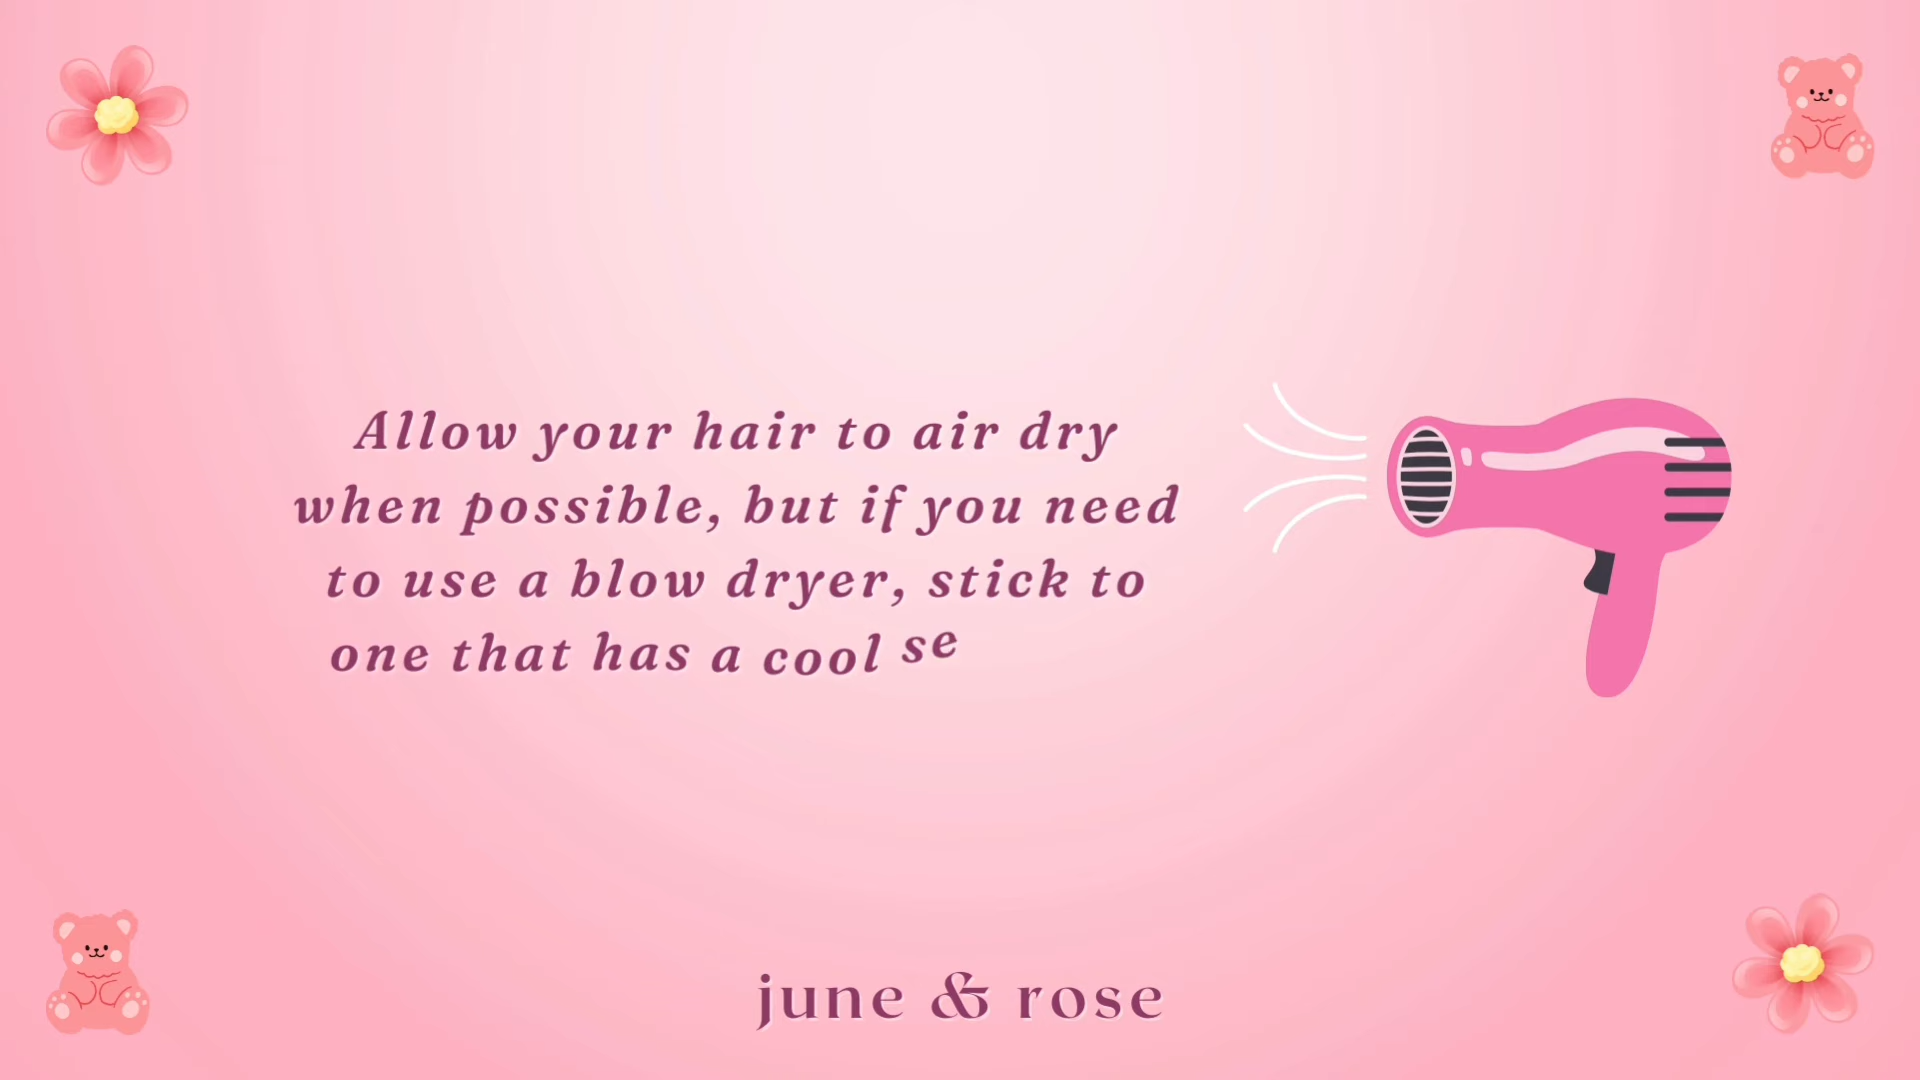 Allow your hair to air dry
when possible, but if you need
to use a blow dryer, stick to
one that has a cool se
june & rose